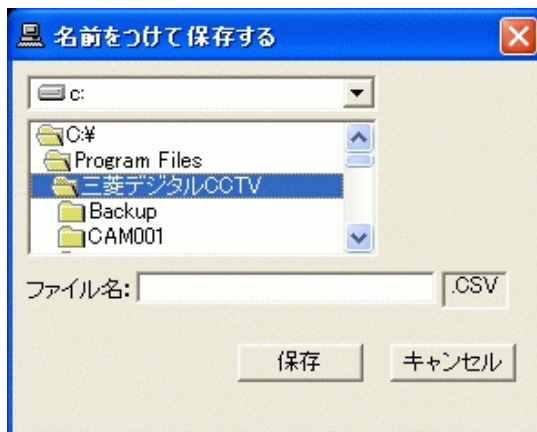 名前をつけて保存する
c:
C:¥
Program Files
三菱デジタルCCTV
Backup
CAM001
ファイル名: .CSV
保存 キャンセル